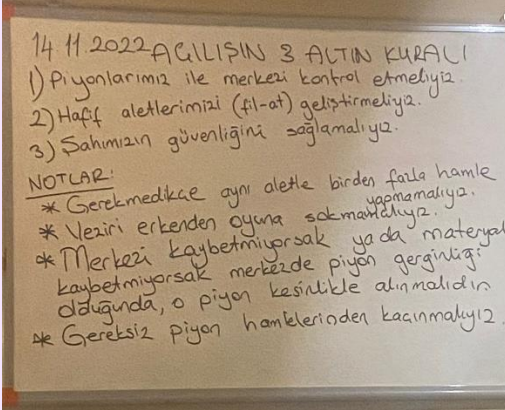 14.11.2022 AÇILIŞIN 3 ALTIN KURALI
1) Piyonlarımız ile merkezi kontrol etmeliyiz.
2) Hafif aletlerimizi (fil-at) geliştirmeliyiz.
3) Şahımızın güvenliğini sağlamalıyız.
NOTLAR:
* Gerekmedikçe aynı aletle birden fazla hamle
yapmamalıyız.
* Veziri erkenden oyuna sokmamalıyız.
* Merkezi kaybetmiyorsak ya da materyal
kaybetmiyorsak merkezde piyon gerginliği
olduğunda, o piyon kesinlikle alınmalıdır.
* Gereksiz piyon hamlelerinden kaçınmalıyız.